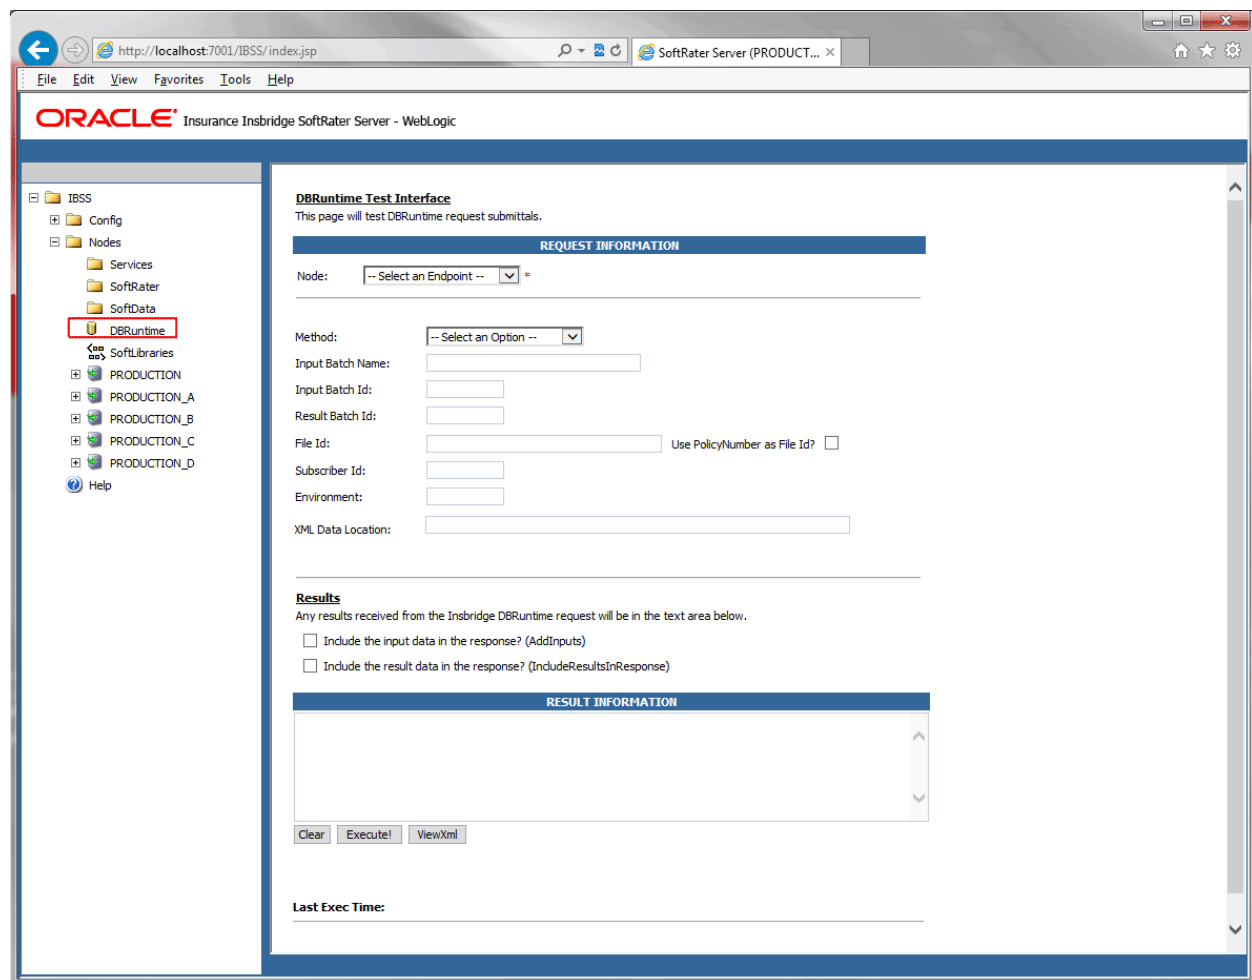 http://localhost:7001/IBSS/index.jsp
SoftRater Server (PRODUCT...
File Edit View Favorites Tools Help
ORACLE Insurance Insbridge SoftRater Server - WebLogic
IBSS
Config
Nodes
Services
SoftRater
SoftData
DBRuntime
SoftLibraries
PRODUCTION
PRODUCTION_A
PRODUCTION_B
PRODUCTION_C
PRODUCTION_D
Help
DBRuntime Test Interface
This page will test DBRuntime request submittals.
REQUEST INFORMATION
Node: -- Select an Endpoint -- *
Method: -- Select an Option --
Input Batch Name:
Input Batch Id:
Result Batch Id:
File Id: Use PolicyNumber as File Id?
Subscriber Id:
Environment:
XML Data Location:
Results
Any results received from the Insbridge DBRuntime request will be in the text area below.
Include the input data in the response? (AddInputs)
Include the result data in the response? (IncludeResultsInResponse)
RESULT INFORMATION
Clear Execute! ViewXml
Last Exec Time: